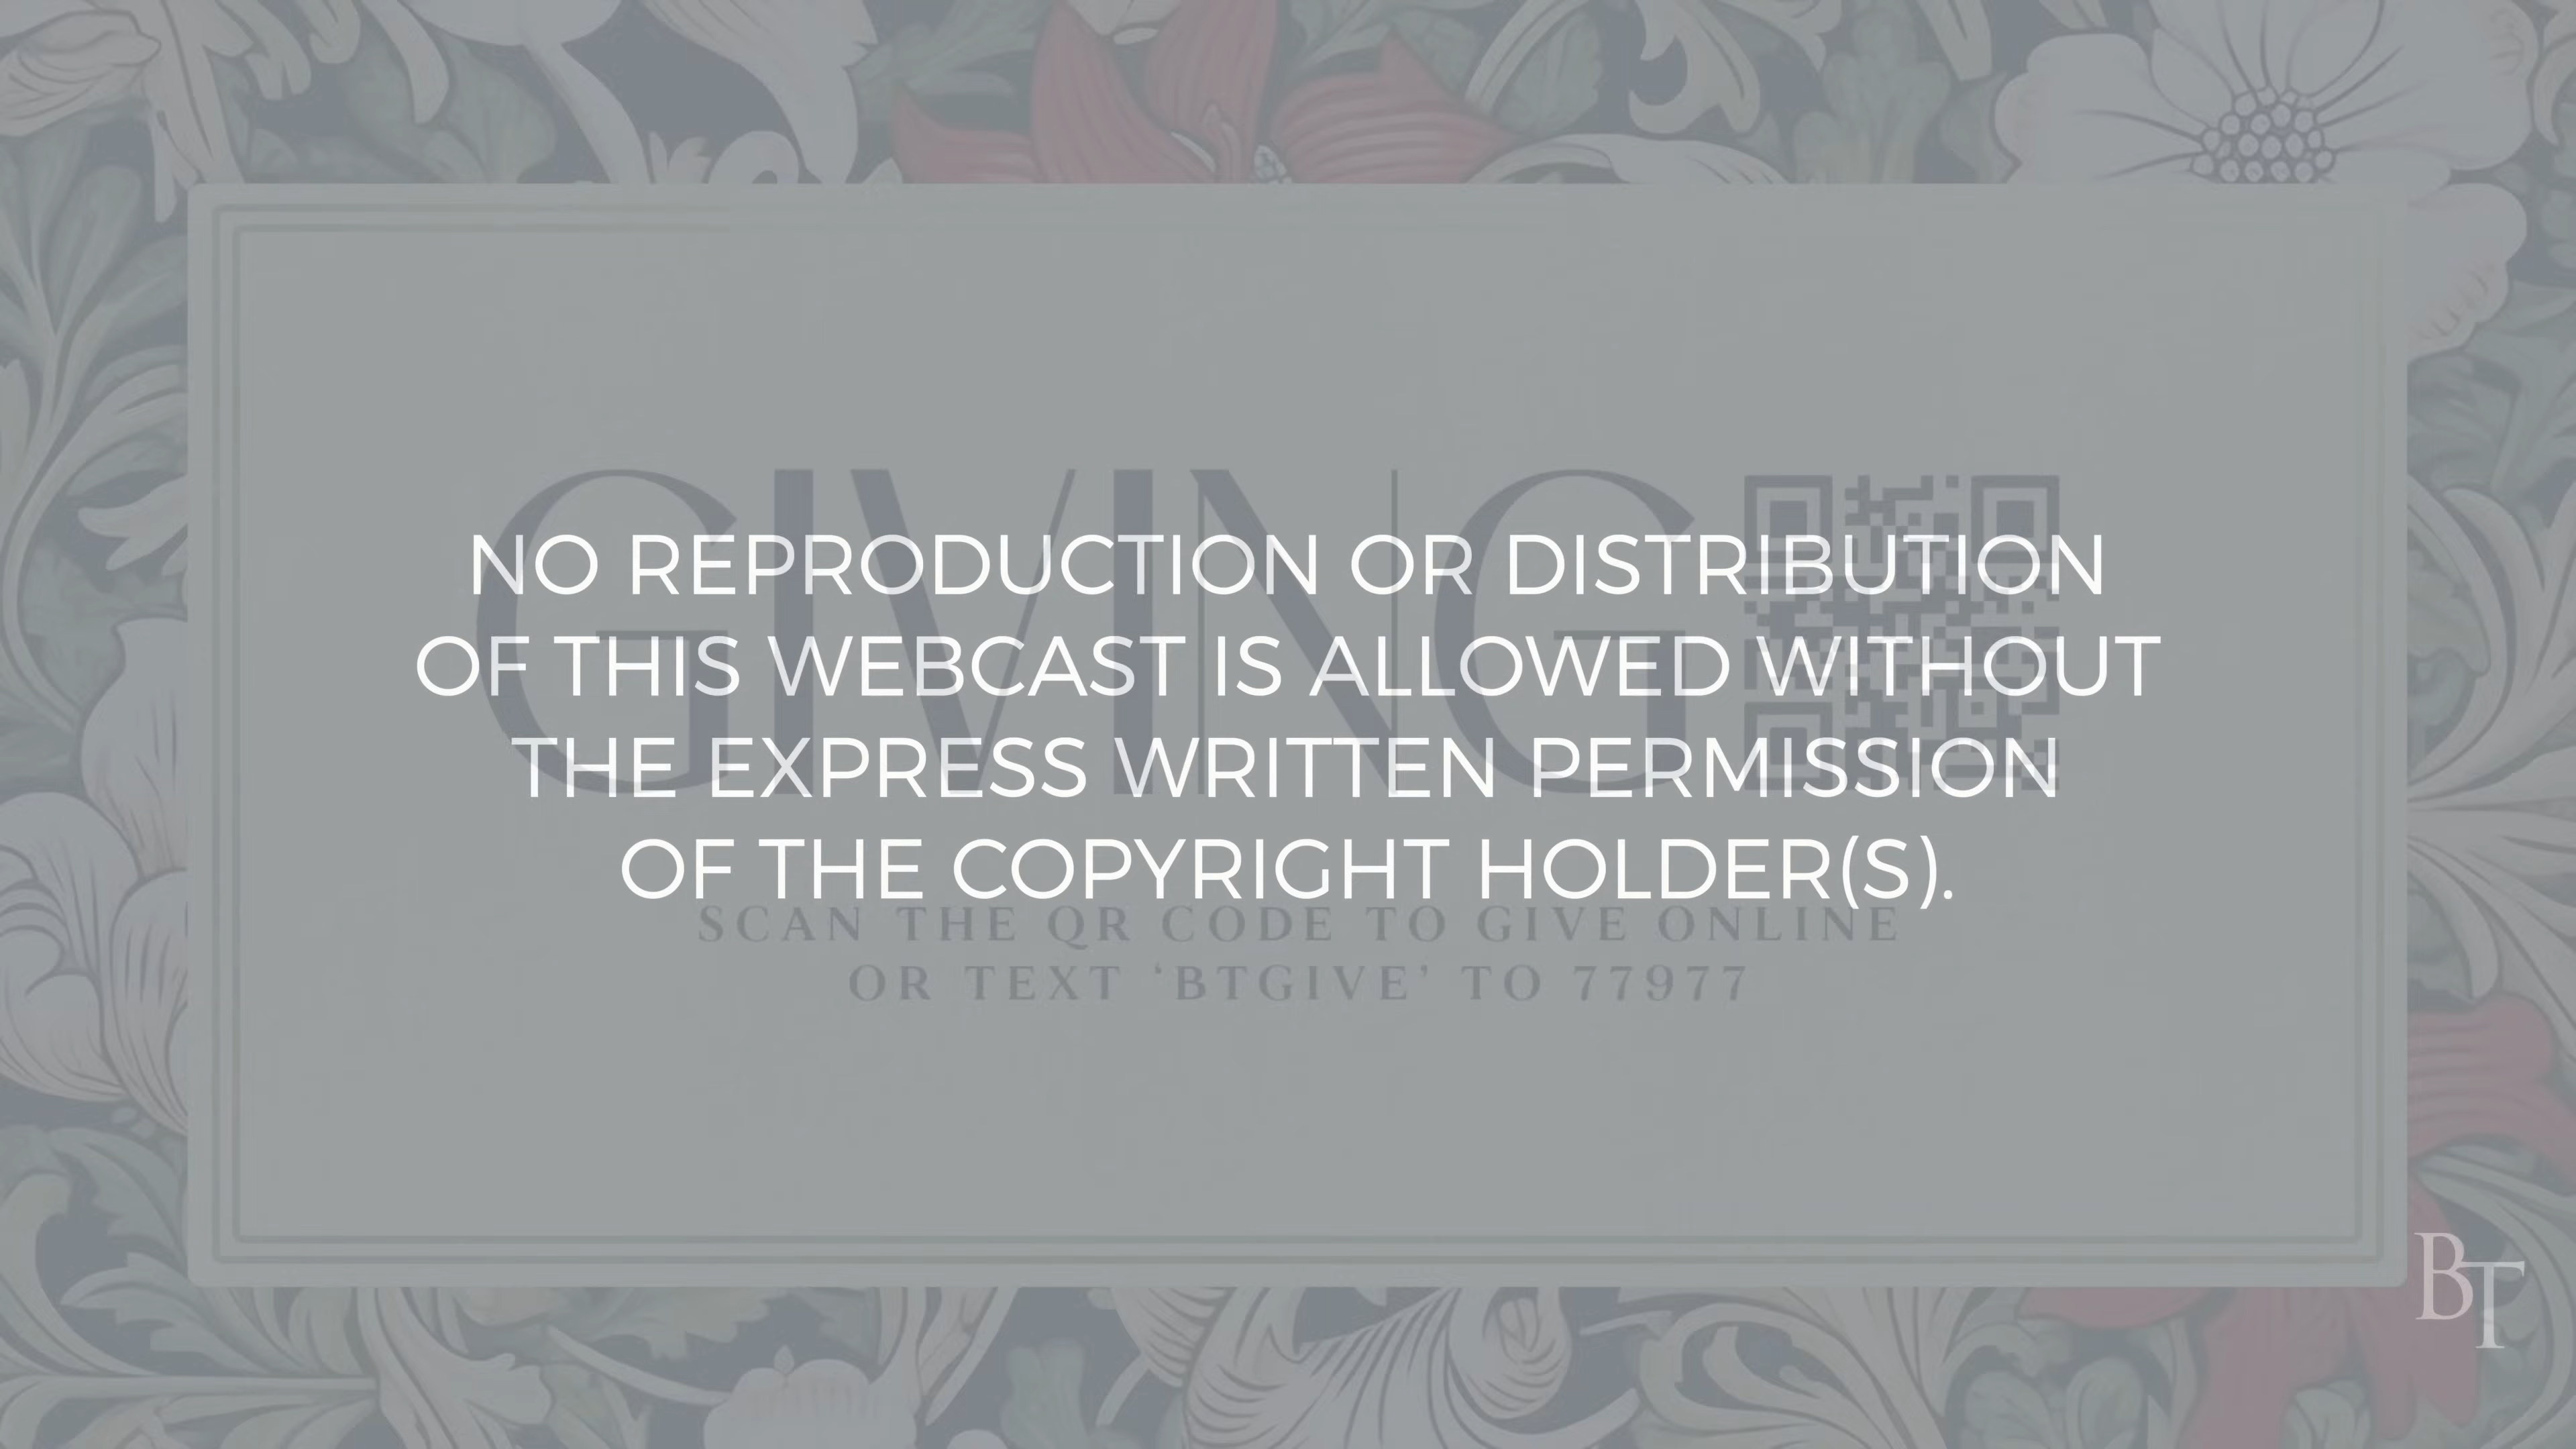 GIVING
NO REPRODUCTION OR DISTRIBUTION
OF THIS WEBCAST IS ALLOWED WITHOUT
THE EXPRESS WRITTEN PERMISSION
OF THE COPYRIGHT HOLDER(S).
SCAN THE QR CODE TO GIVE ONLINE
OR TEXT ‘BTGIVE’ TO 77977
BT